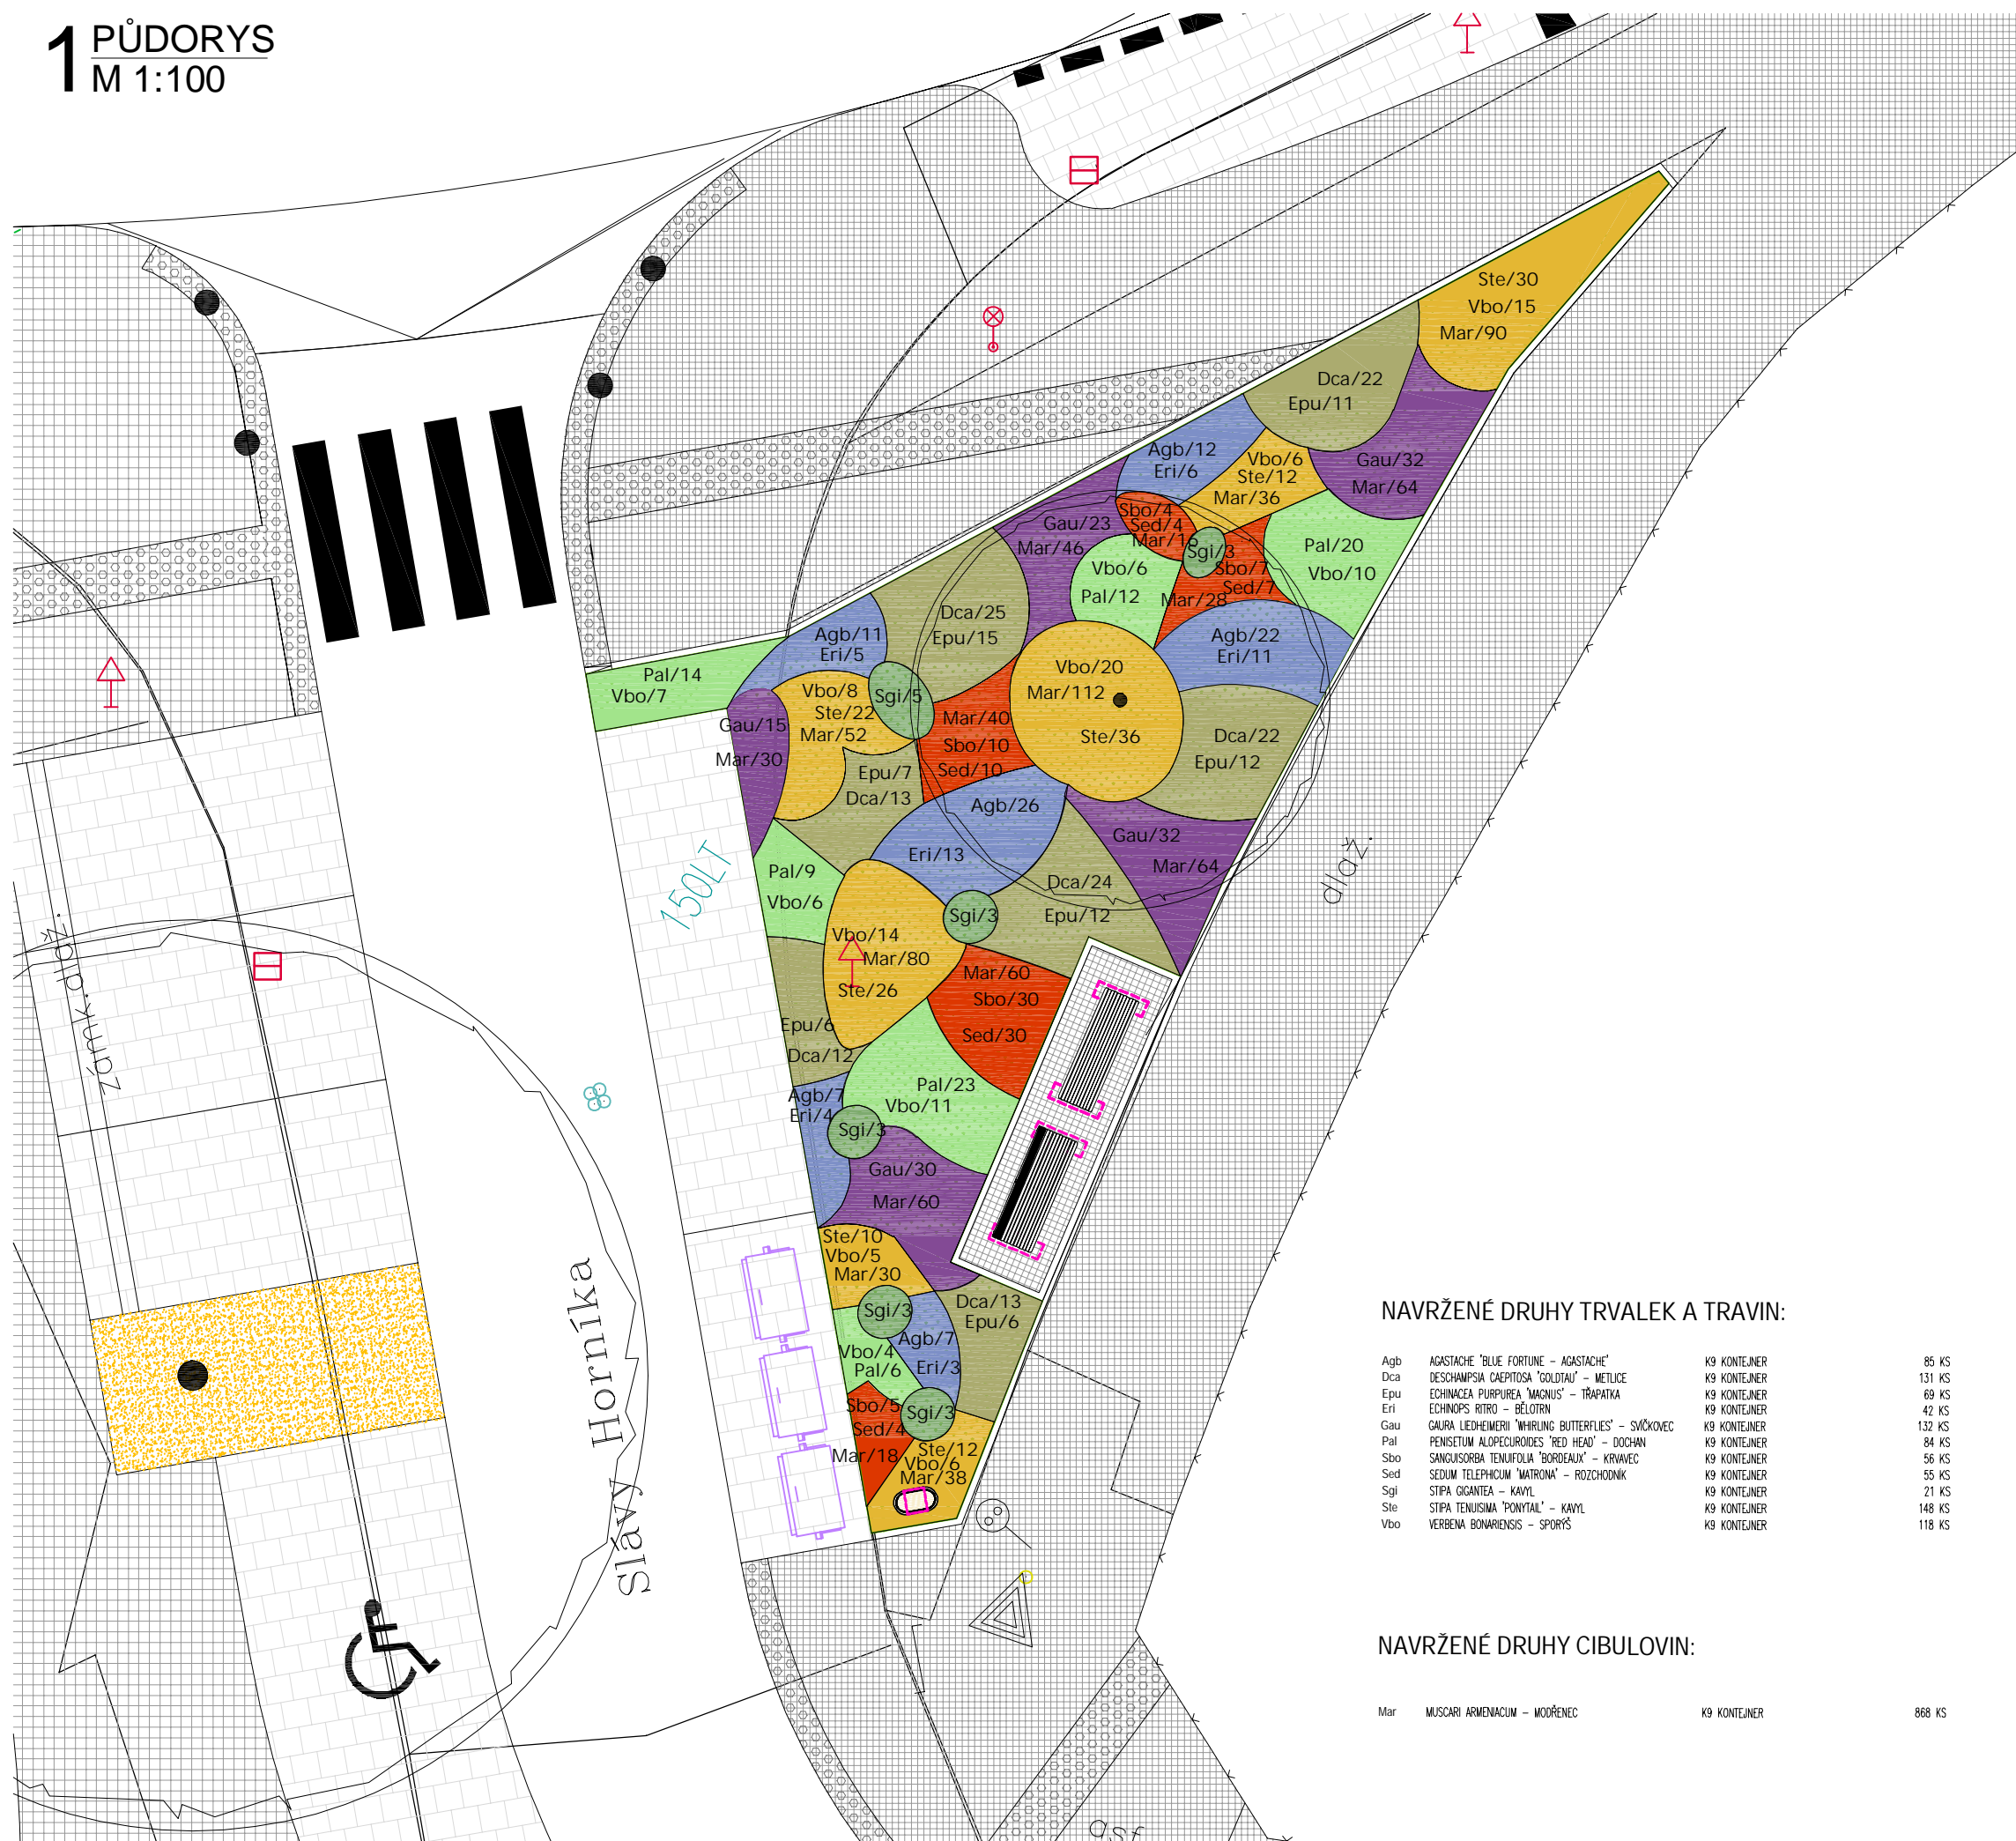 1 PŮDORYS
M 1:100
Ste/30
Vbo/15
Mar/90
Dca/22
Epu/11
Agb/12
Eri/6
Vbo/6
Ste/12
Mar/36
Gau/32
Mar/64
Sbo/4
Sed/4
Gau/23
Mar/46
Sgi/3
Sbo/7
Sed/7
Mar/28
Pal/20
Vbo/10
Vbo/6
Pal/12
Dca/25
Epu/15
Agb/11
Eri/5
Agb/22
Eri/11
Pal/14
Vbo/7
Vbo/20
Mar/112
Ste/36
Vbo/8
Ste/22
Mar/52
Sgi/5
Gau/15
Mar/30
Mar/40
Sbo/10
Sed/10
Dca/22
Epu/12
Epu/7
Dca/13
Agb/26
Eri/13
Gau/32
Mar/64
Pal/9
Vbo/6
150LT
dlaž.
Dca/24
Epu/12
Sgi/3
Vbo/14
Mar/80
Ste/26
Mar/60
Sbo/30
Sed/30
Epu/6
Dca/12
zámk.dlaž.
Pal/23
Vbo/11
Agb/7
Eri/4
Sgi/3
Gau/30
Mar/60
Ste/10
Vbo/5
Mar/30
Sgi/3
Dca/13
Epu/6
Agb/7
Eri/3
Vbo/4
Pal/6
Sbo/5
Sed/4
Mar/18
Sgi/3
Ste/12
Vbo/6
Mar/38
Slávy Horníka
NAVRŽENÉ DRUHY TRVALEK A TRAVIN:
Agb AGASTACHE 'BLUE FORTUNE – AGASTACHE' K9 KONTEJNER 85 KS
Dca DESCHAMPSIA CAEPITOSA 'GOLDTAU' – METLICE K9 KONTEJNER 131 KS
Epu ECHINACEA PURPUREA 'MAGNUS' – TŘAPATKA K9 KONTEJNER 69 KS
Eri ECHINOPS RITRO – BĚLOTRN K9 KONTEJNER 42 KS
Gau GAURA LIEDHEIMERII 'WHIRLING BUTTERFLIES' – SVÍČKOVEC K9 KONTEJNER 132 KS
Pal PENISETUM ALOPECUROIDES 'RED HEAD' – DOCHAN K9 KONTEJNER 84 KS
Sbo SANGUISORBA TENUIFOLIA 'BORDEAUX' – KRVAVEC K9 KONTEJNER 56 KS
Sed SEDUM TELEPHICUM 'MATRONA' – ROZCHODNÍK K9 KONTEJNER 55 KS
Sgi STIPA GIGANTEA – KAVYL K9 KONTEJNER 21 KS
Ste STIPA TENUISIMA 'PONYTAIL' – KAVYL K9 KONTEJNER 148 KS
Vbo VERBENA BONARIENSIS – SPORÝŠ K9 KONTEJNER 118 KS
NAVRŽENÉ DRUHY CIBULOVIN:
Mar MUSCARI ARMENIACUM – MODŘENEC K9 KONTEJNER 868 KS